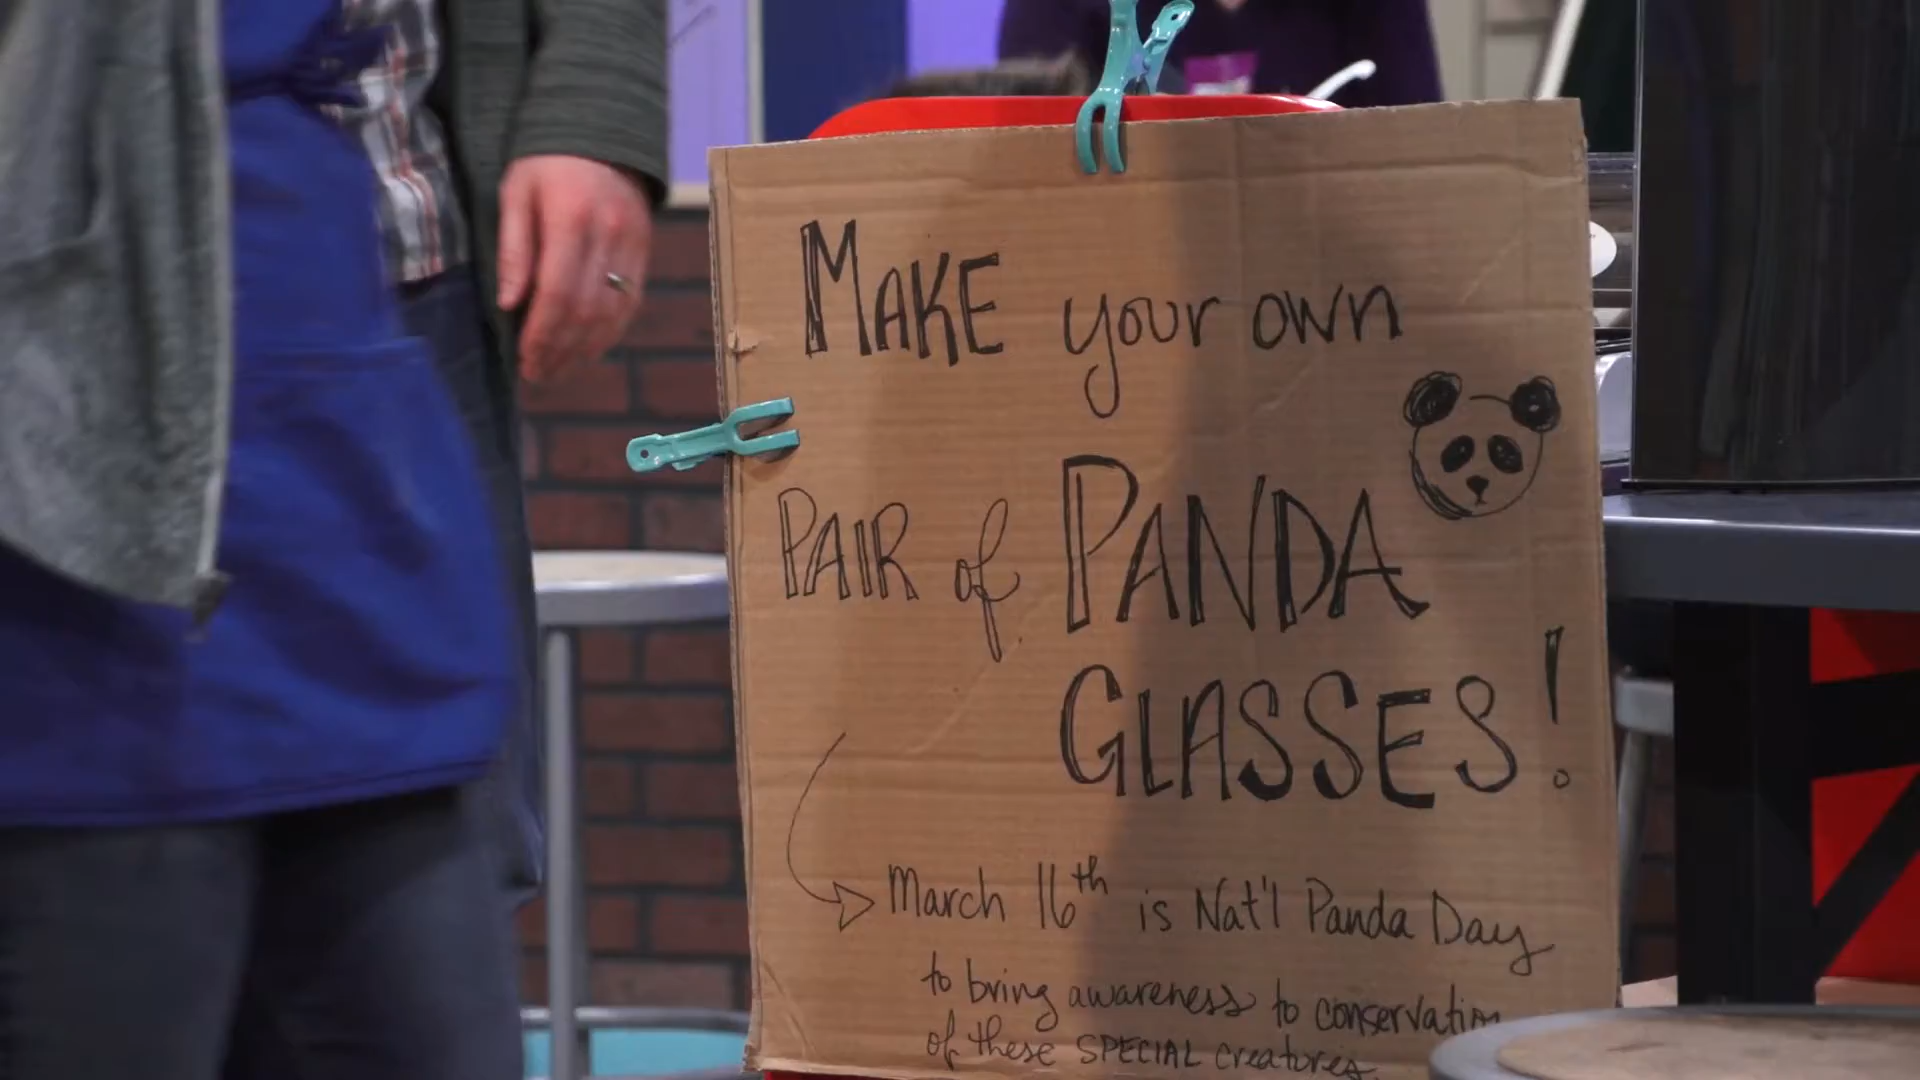 MAKE your own
PAIR of PANDA
GLASSES!
March 16th is Nat'l Panda Day
to bring awareness to conservation
of these SPECIAL creatures.